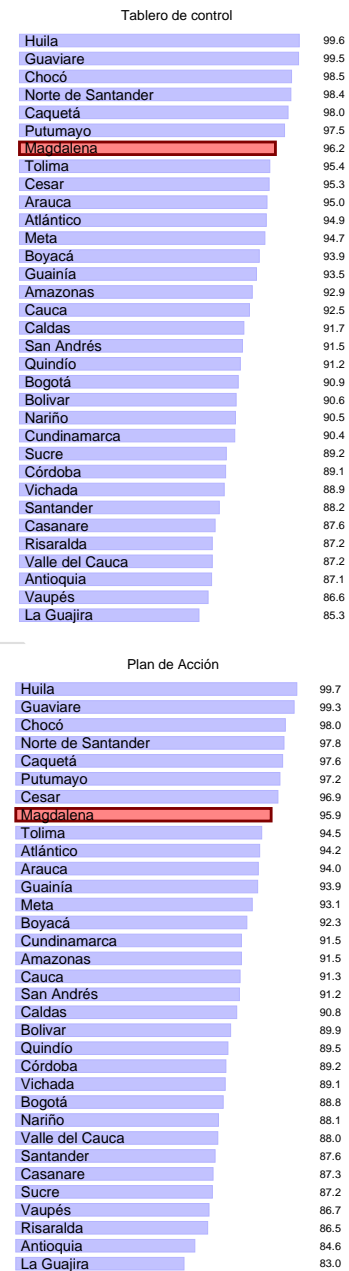 Tablero de control
Huila 99.6
Guaviare 99.5
Chocó 98.5
Norte de Santander 98.4
Caquetá 98.0
Putumayo 97.5
Magdalena 96.2
Tolima 95.4
Cesar 95.3
Arauca 95.0
Atlántico 94.9
Meta 94.7
Boyacá 93.9
Guainía 93.5
Amazonas 92.9
Cauca 92.5
Caldas 91.7
San Andrés 91.5
Quindío 91.2
Bogotá 90.9
Bolivar 90.6
Nariño 90.5
Cundinamarca 90.4
Sucre 89.2
Córdoba 89.1
Vichada 88.9
Santander 88.2
Casanare 87.6
Risaralda 87.2
Valle del Cauca 87.2
Antioquia 87.1
Vaupés 86.6
La Guajira 85.3
Plan de Acción
Huila 99.7
Guaviare 99.3
Chocó 98.0
Norte de Santander 97.8
Caquetá 97.6
Putumayo 97.2
Cesar 96.9
Magdalena 95.9
Tolima 94.5
Atlántico 94.2
Arauca 94.0
Guainía 93.9
Meta 93.1
Boyacá 92.3
Cundinamarca 91.5
Amazonas 91.5
Cauca 91.3
San Andrés 91.2
Caldas 90.8
Bolivar 89.9
Quindío 89.5
Córdoba 89.2
Vichada 89.1
Bogotá 88.8
Nariño 88.1
Valle del Cauca 88.0
Santander 87.6
Casanare 87.3
Sucre 87.2
Vaupés 86.7
Risaralda 86.5
Antioquia 84.6
La Guajira 83.0